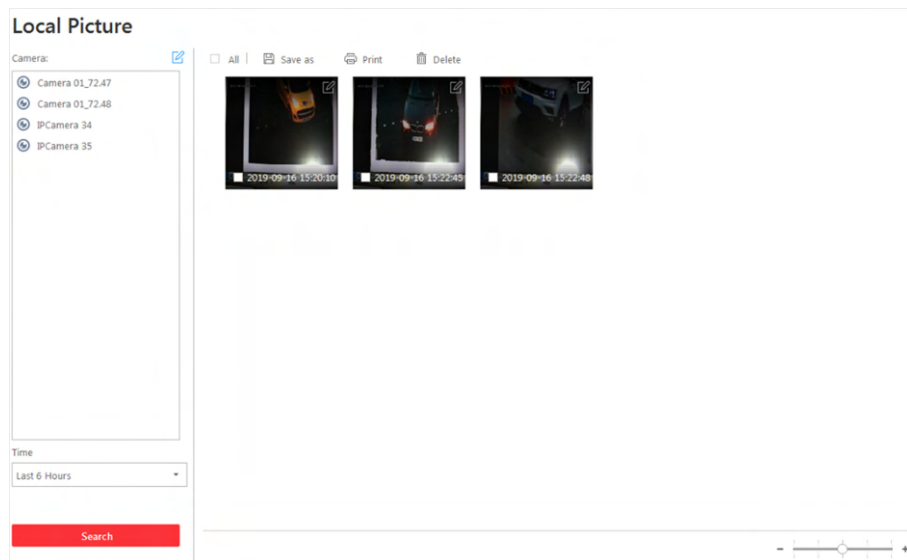 Local Picture
Camera:
Camera 01_72.47
Camera 01_72.48
IPCamera 34
IPCamera 35
Time
Last 6 Hours
Search
All Save as Print Delete
2019-09-16 15:20:10 2019-09-16 15:22:45 2019-09-16 15:22:48